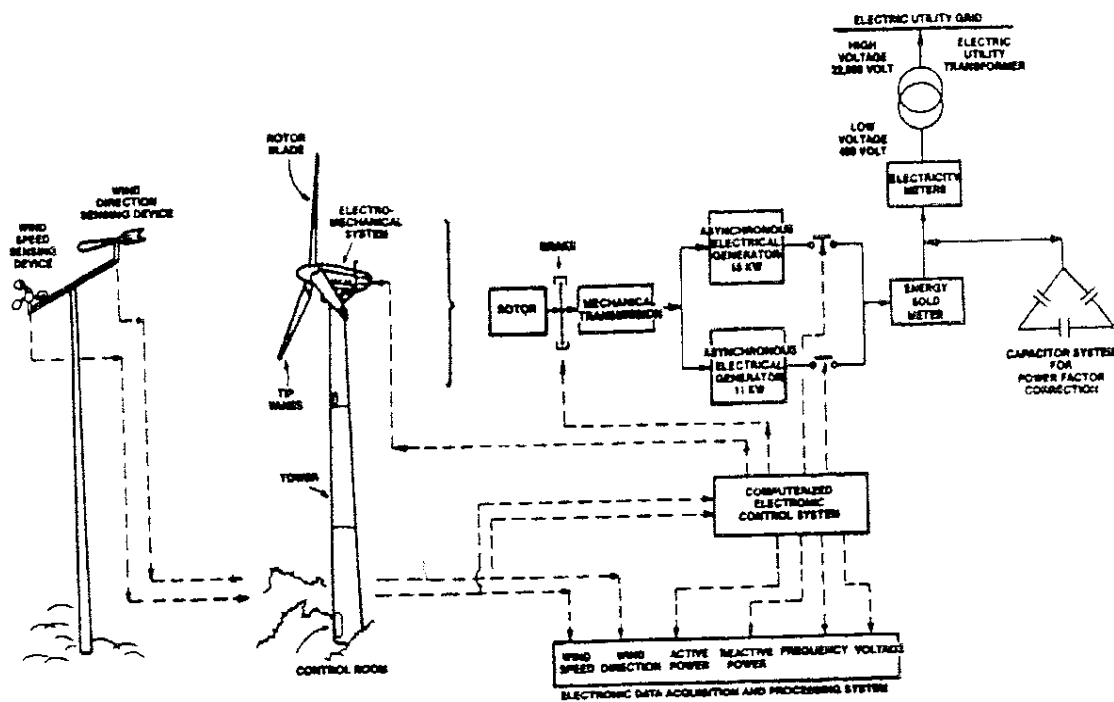 ELECTRIC UTILITY GRID
HIGH
VOLTAGE
VOLT
ELECTRIC
UTILITY
TRANSFORMER
LOW
VOLTAGE
VOLT
ELECTRICITY
METERS
ROTOR
BLADE
WIND
DIRECTION
SENSING DEVICE
WIND
SPEED
SENSING
DEVICE
ELECTRO-
MECHANICAL
SYSTEM
BRAKE
ROTOR
MECHANICAL
TRANSMISSION
ASYNCHRONOUS
ELECTRICAL
GENERATOR
KW
ASYNCHRONOUS
ELECTRICAL
GENERATOR
11 KW
ENERGY
SOLD
METER
CAPACITOR SYSTEM
FOR
POWER FACTOR
CORRECTION
TIP
VANES
TOWER
COMPUTERIZED
ELECTRONIC
CONTROL SYSTEM
CONTROL ROOM
WIND
SPEED
WIND
DIRECTION
ACTIVE
POWER
REACTIVE
POWER
FREQUENCY
VOLTAGE
ELECTRONIC DATA ACQUISITION AND PROCESSING SYSTEM